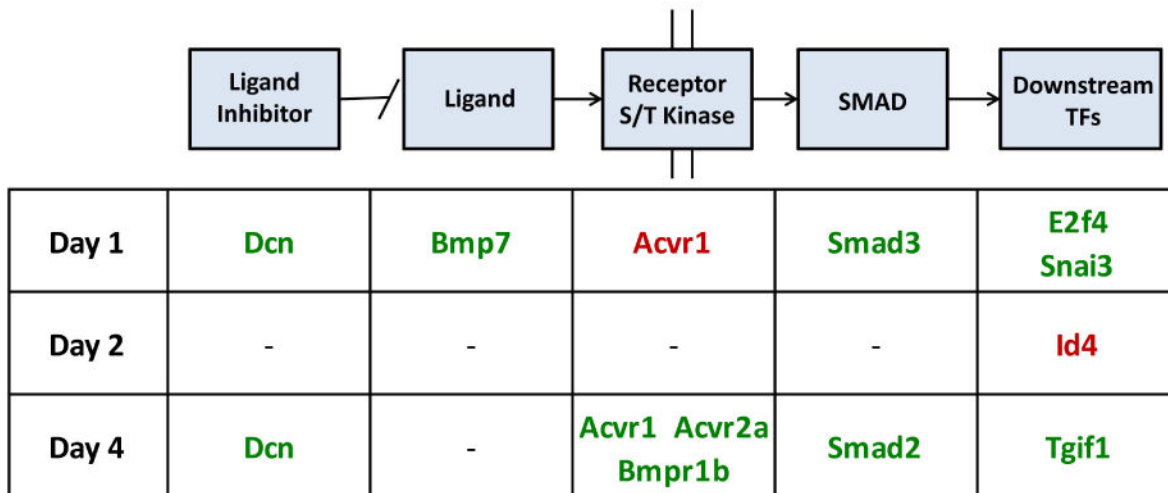 Ligand Inhibitor
Ligand
Receptor S/T Kinase
SMAD
Downstream TFs
Day 1 Dcn Bmp7 Acvr1 Smad3 E2f4 Snai3
Day 2 - - - - Id4
Day 4 Dcn - Acvr1 Acvr2a Bmpr1b Smad2 Tgif1